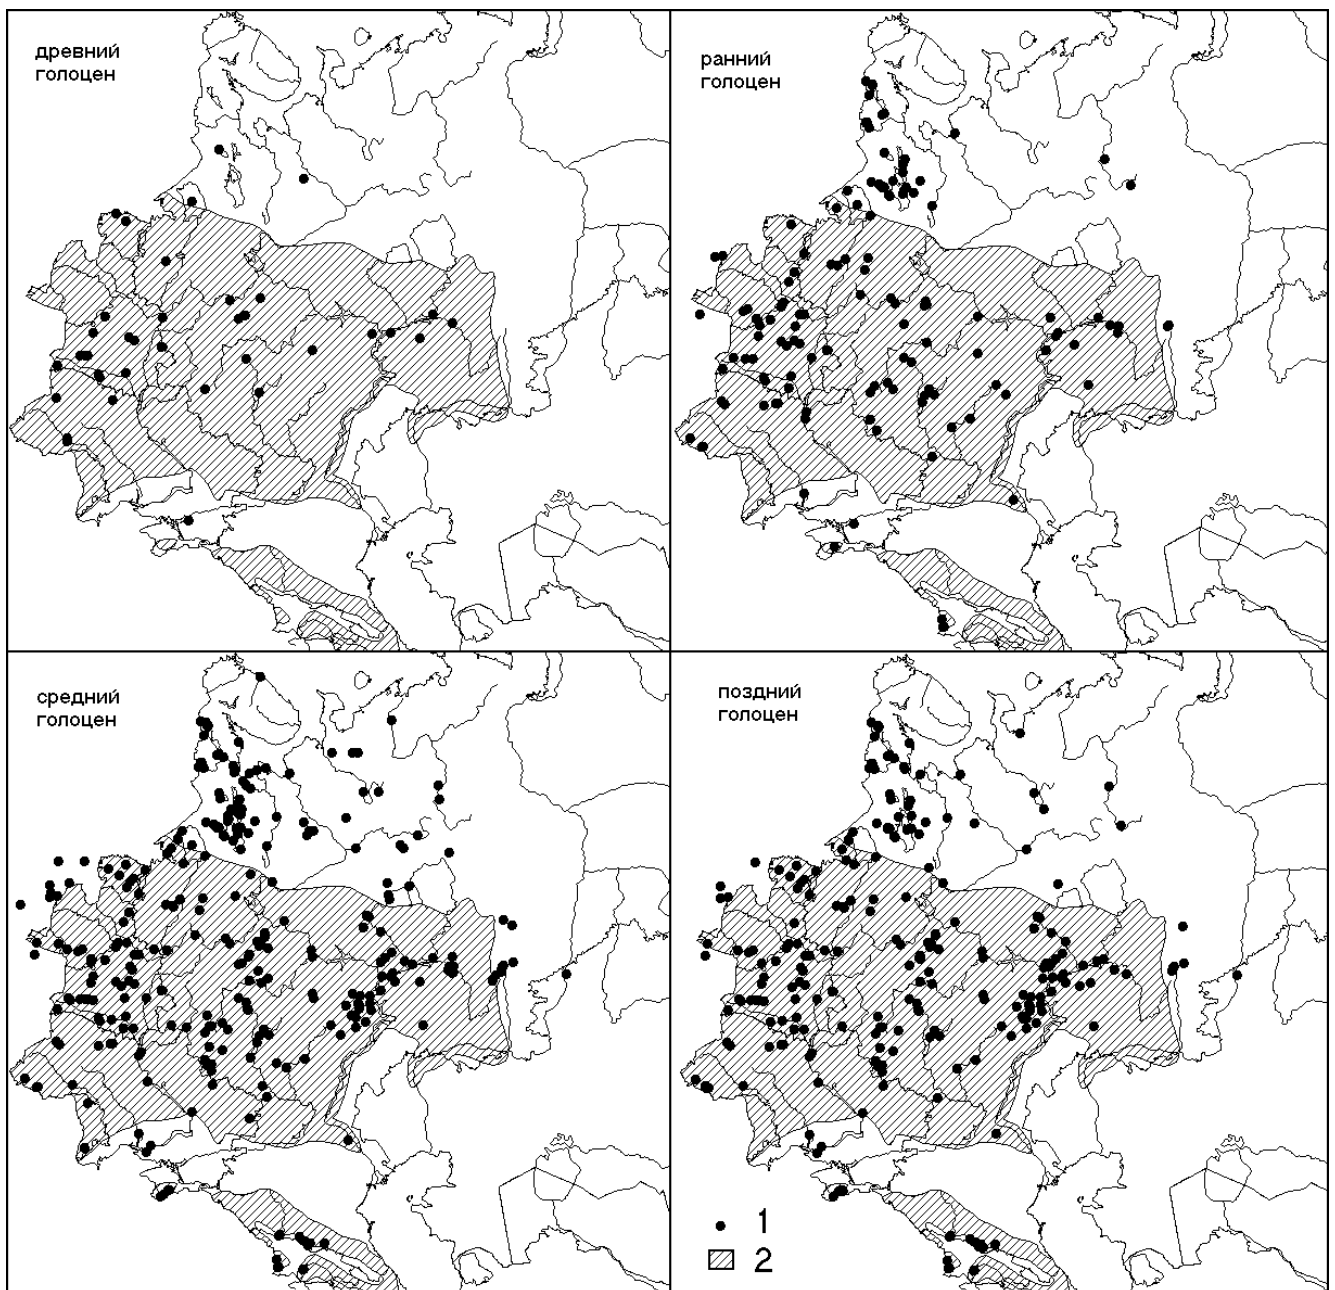 древний
голоцен
ранний
голоцен
средний
голоцен
поздний
голоцен
1
2